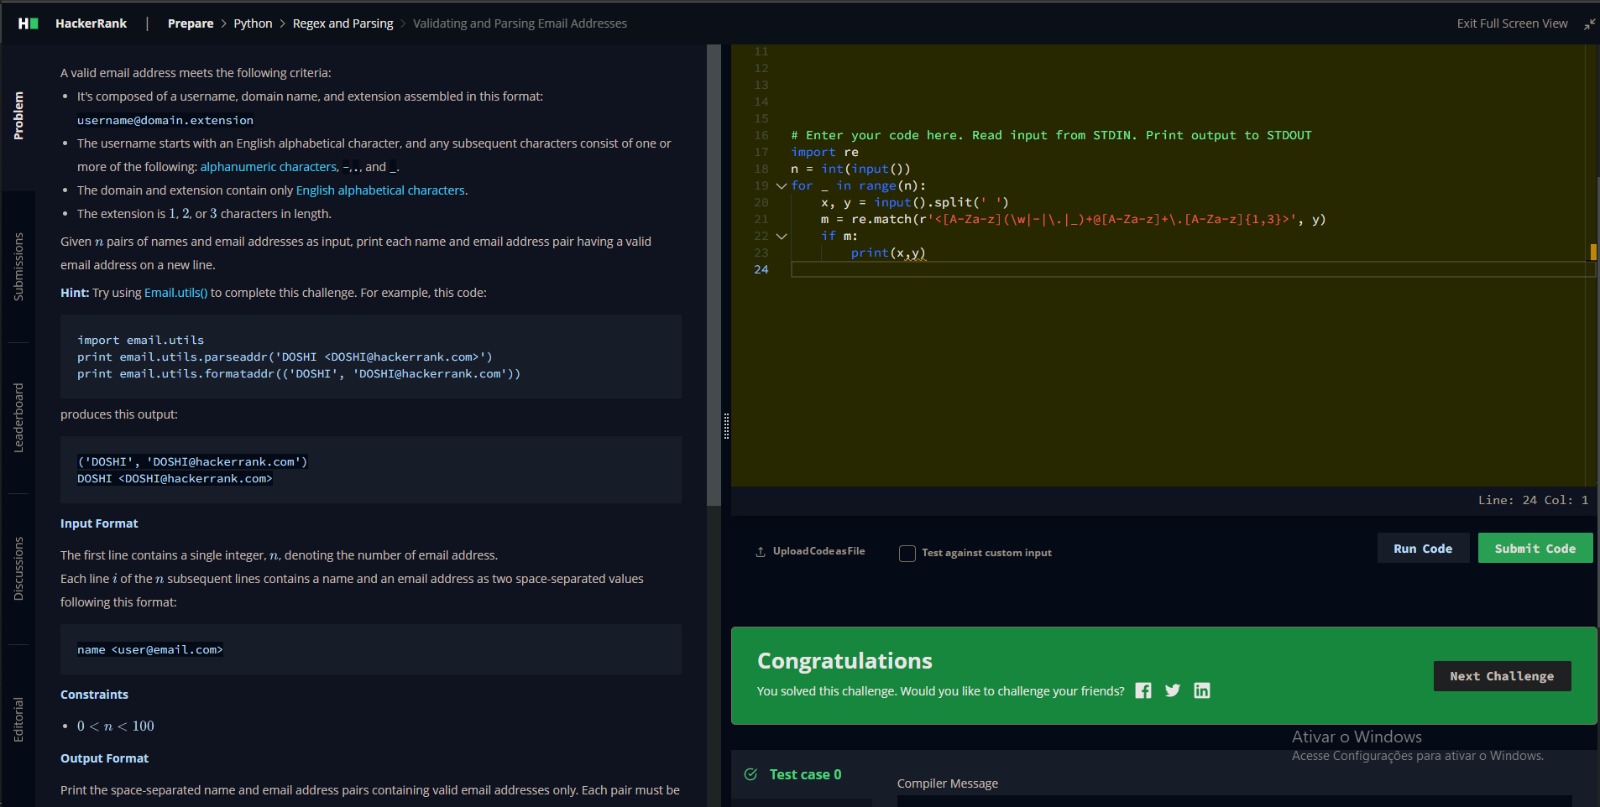 HackerRank | Prepare > Python > Regex and Parsing > Validating and Parsing Email Addresses
Exit Full Screen View
Problem
Submissions
Leaderboard
Discussions
Editorial
A valid email address meets the following criteria:
• It's composed of a username, domain name, and extension assembled in this format:
username@domain.extension
• The username starts with an English alphabetical character, and any subsequent characters consist of one or
more of the following: alphanumeric characters, -,., and _.
• The domain and extension contain only English alphabetical characters.
• The extension is 1, 2, or 3 characters in length.
Given n pairs of names and email addresses as input, print each name and email address pair having a valid
email address on a new line.
Hint: Try using Email.utils() to complete this challenge. For example, this code:
import email.utils
print email.utils.parseaddr('DOSHI <DOSHI@hackerrank.com>')
print email.utils.formataddr(('DOSHI', 'DOSHI@hackerrank.com'))
produces this output:
('DOSHI', 'DOSHI@hackerrank.com')
DOSHI <DOSHI@hackerrank.com>
Input Format
The first line contains a single integer, n, denoting the number of email address.
Each line i of the n subsequent lines contains a name and an email address as two space-separated values
following this format:
name <user@email.com>
Constraints
• 0 < n < 100
Output Format
Print the space-separated name and email address pairs containing valid email addresses only. Each pair must be
11
12
13
14
15
16 # Enter your code here. Read input from STDIN. Print output to STDOUT
17 import re
18 n = int(input())
19 for _ in range(n):
20 x, y = input().split(' ')
21 m = re.match(r'<[A-Za-z](\w|-|\.|_)+@[A-Za-z]+\.[A-Za-z]{1,3}>', y)
22 if m:
23 print(x,y)
24
Line: 24 Col: 1
Upload Code as File
Test against custom input
Run Code
Submit Code
Congratulations
You solved this challenge. Would you like to challenge your friends?
Next Challenge
Ativar o Windows
Acesse Configurações para ativar o Windows.
Test case 0
Compiler Message